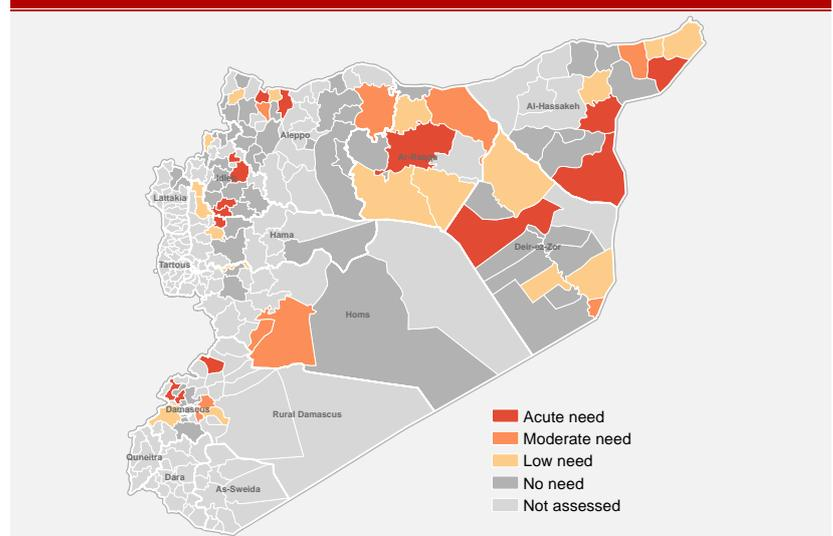 Al-Hassakeh
Aleppo
Ar-Raqqa
Idleb
Lattakia
Hama
Deir-ez-Zor
Tartous
Homs
Damascus
Rural Damascus
Quneitra
Dara
As-Sweida
Acute need
Moderate need
Low need
No need
Not assessed